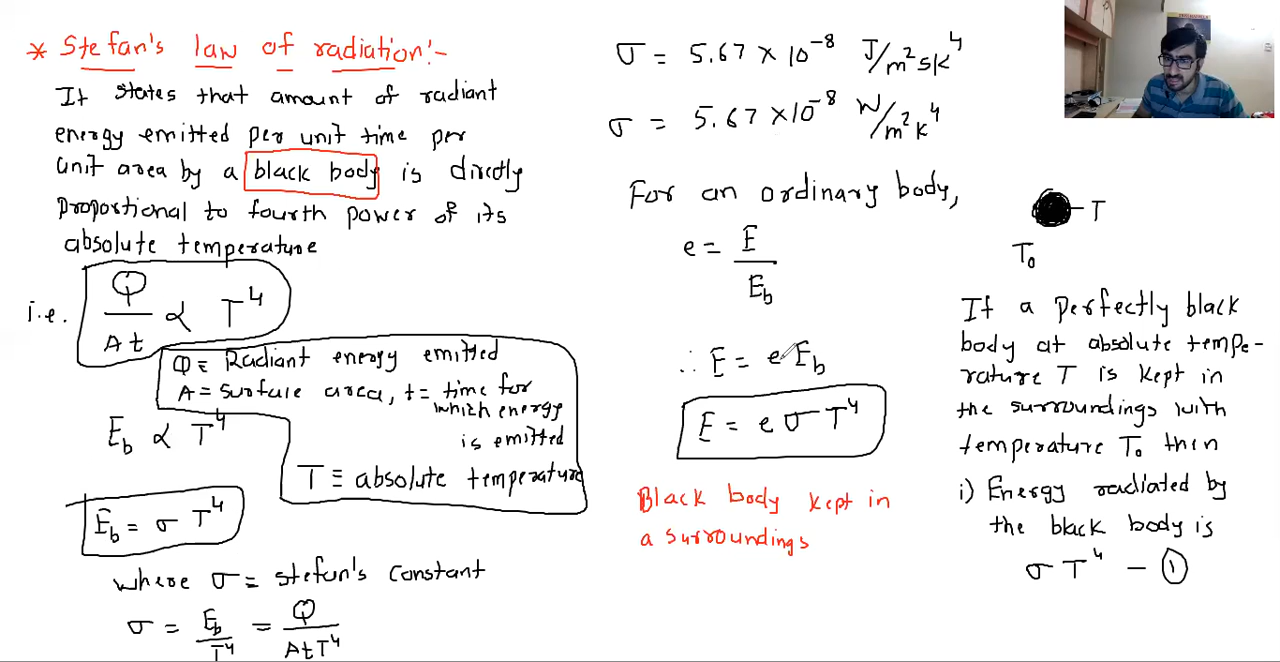 * Stefan's law of radiation:-
It states that amount of radiant
energy emitted per unit time per
unit area by a black body is directly
proportional to fourth power of its
absolute temperature
i.e. Q/At ∝ T⁴
Q ≡ Radiant energy emitted
A = surface area, t = time for
which energy
is emitted
T ≡ absolute temperature
E_b ∝ T⁴
E_b = σ T⁴
where σ = stefan's constant
σ = E_b/T⁴ = Q/AtT⁴
σ = 5.67 × 10⁻⁸ J/m²sk⁴
σ = 5.67 × 10⁻⁸ W/m²k⁴
For an ordinary body,
e = E/E_b
∴ E = e E_b
E = e σ T⁴
Black body kept in
a surroundings
T
T₀
If a perfectly black
body at absolute tempe-
rature T is kept in
the surroundings with
temperature T₀ then
i) Energy radiated by
the black body is
σ T⁴ — ①